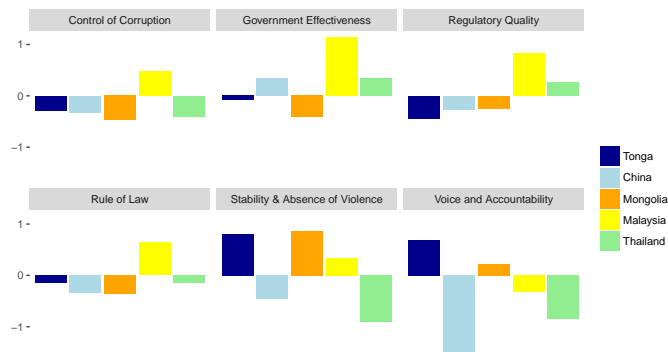 Control of Corruption
Government Effectiveness
Regulatory Quality
1
0
−1
Rule of Law
Stability & Absence of Violence
Voice and Accountability
1
0
−1
Tonga
China
Mongolia
Malaysia
Thailand